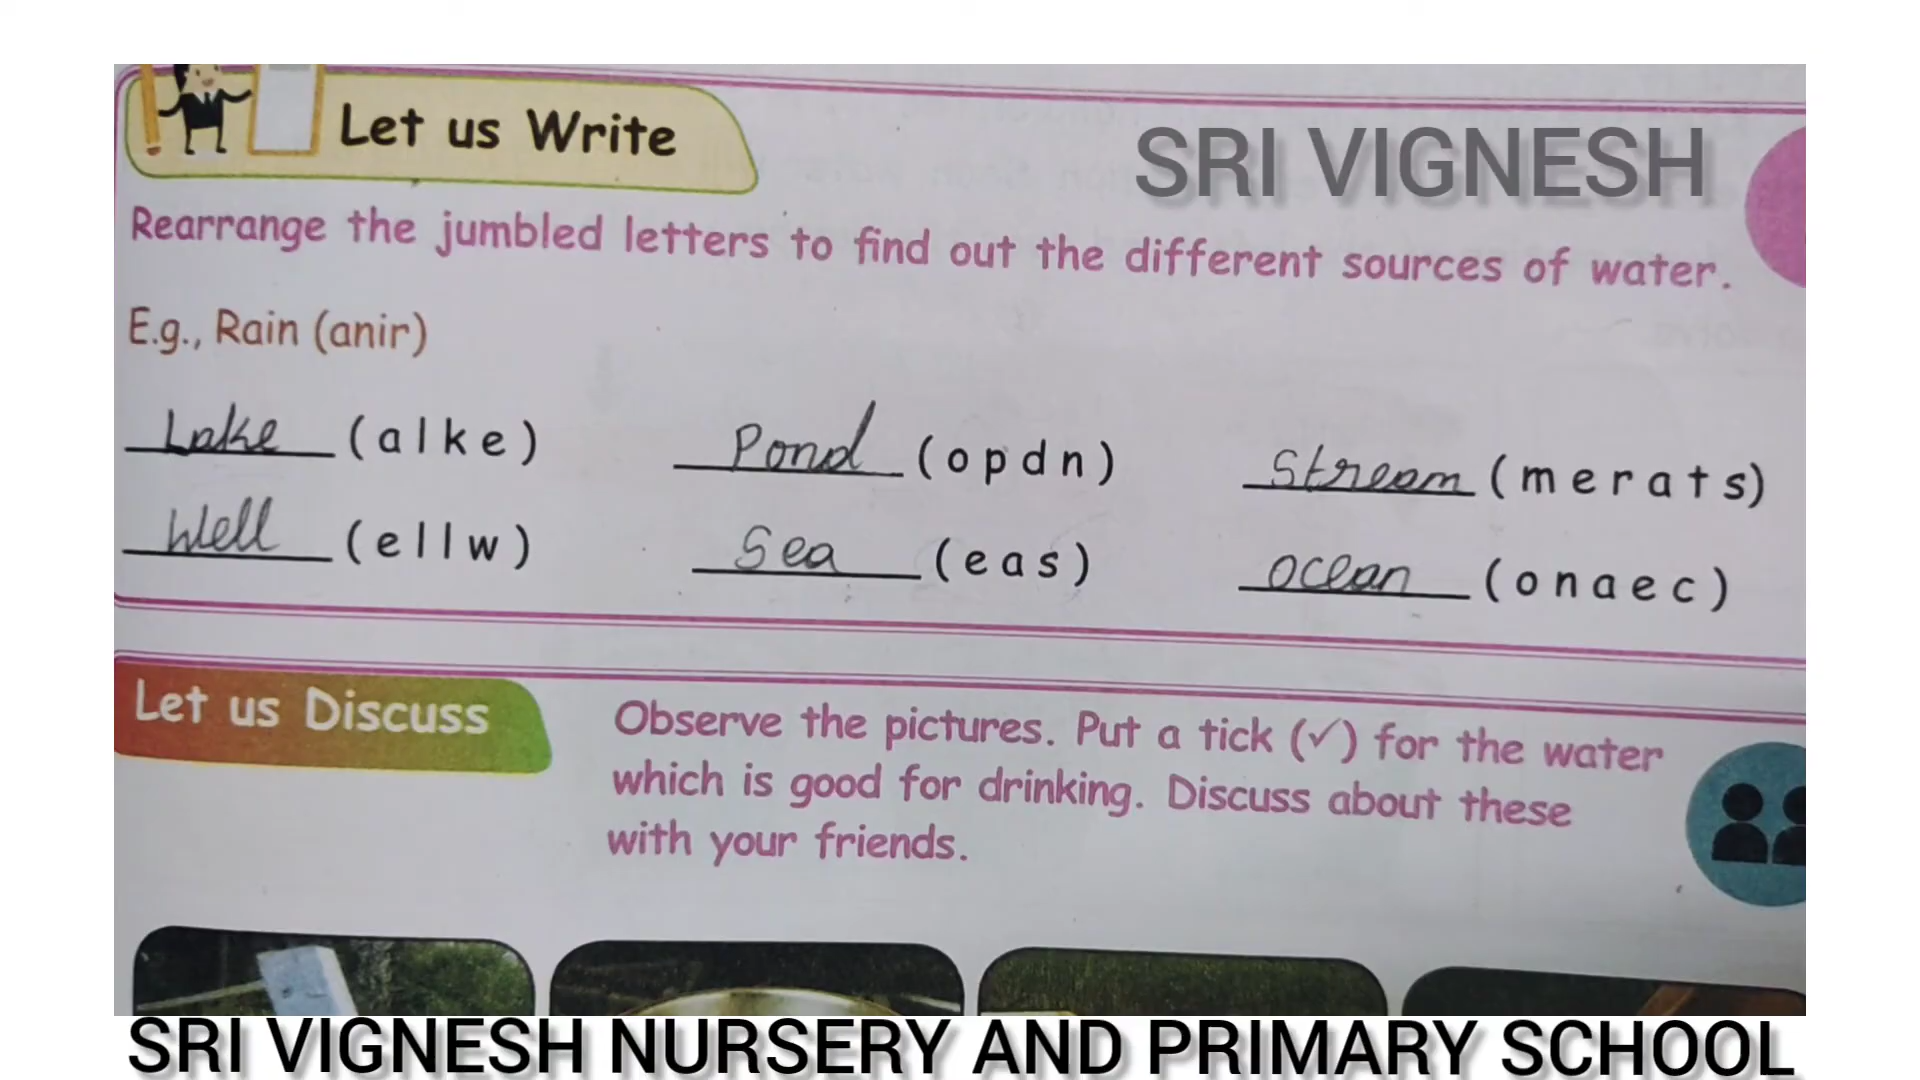 Let us Write
SRI VIGNESH
Rearrange the jumbled letters to find out the different sources of water.
E.g., Rain (anir)
Lake (alke) Pond (opdn) Stream (merats)
Well (ellw) Sea (eas) ocean (onaec)
Let us Discuss
Observe the pictures. Put a tick (✓) for the water
which is good for drinking. Discuss about these
with your friends.
SRI VIGNESH NURSERY AND PRIMARY SCHOOL